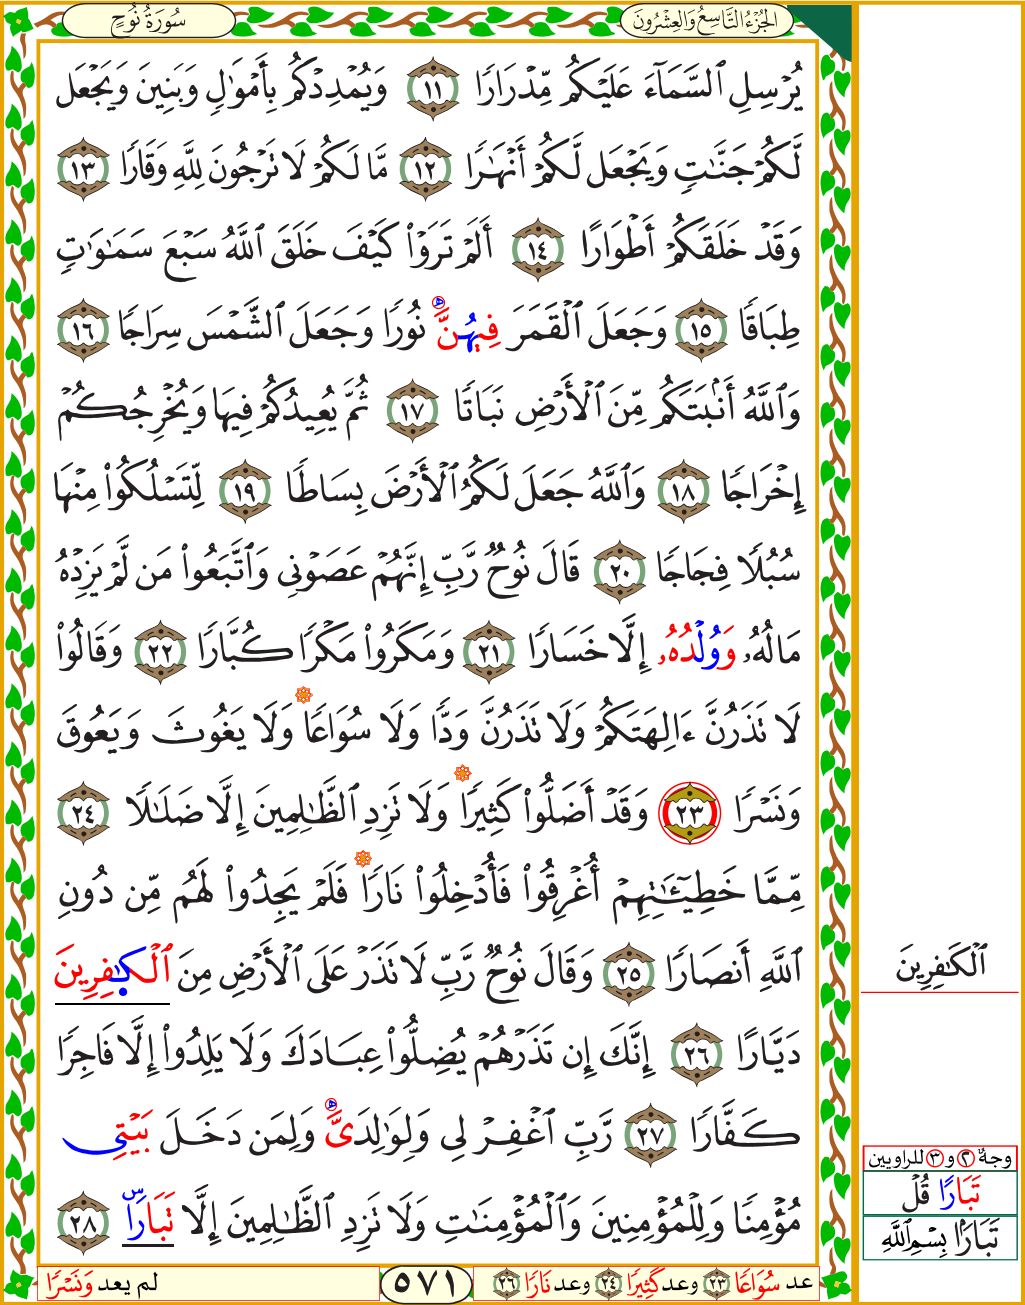 الجُزْءُ التَّاسِعُ وَالعِشْرُونَ
سُورَةُ نُوحٍ
يُرْسِلِ ٱلسَّمَآءَ عَلَيْكُم مِّدْرَارًا ١١ وَيُمْدِدْكُم بِأَمْوَٰلٍ وَبَنِينَ وَيَجْعَل
لَّكُمْ جَنَّـٰتٍ وَيَجْعَل لَّكُمْ أَنْهَـٰرًا ١٢ مَّا لَكُمْ لَا تَرْجُونَ لِلَّهِ وَقَارًا ١٣
وَقَدْ خَلَقَكُمْ أَطْوَارًا ١٤ أَلَمْ تَرَوْا۟ كَيْفَ خَلَقَ ٱللَّهُ سَبْعَ سَمَـٰوَٰتٍ
طِبَاقًا ١٥ وَجَعَلَ ٱلْقَمَرَ فِيهُنَّ نُورًا وَجَعَلَ ٱلشَّمْسَ سِرَاجًا ١٦
وَٱللَّهُ أَنۢبَتَكُم مِّنَ ٱلْأَرْضِ نَبَاتًا ١٧ ثُمَّ يُعِيدُكُمْ فِيهَا وَيُخْرِجُكُمْ
إِخْرَاجًا ١٨ وَٱللَّهُ جَعَلَ لَكُمُ ٱلْأَرْضَ بِسَاطًا ١٩ لِّتَسْلُكُوا۟ مِنْهَا
سُبُلًا فِجَاجًا ٢٠ قَالَ نُوحٌ رَّبِّ إِنَّهُمْ عَصَوْنِى وَٱتَّبَعُوا۟ مَن لَّمْ يَزِدْهُ
مَالُهُۥ وَوُلْدُهُۥٓ إِلَّا خَسَارًا ٢١ وَمَكَرُوا۟ مَكْرًا كُبَّارًا ٢٢ وَقَالُوا۟
لَا تَذَرُنَّ ءَالِهَتَكُمْ وَلَا تَذَرُنَّ وَدًّا وَلَا سُوَاعًا وَلَا يَغُوثَ وَيَعُوقَ
وَنَسْرًا ٢٣ وَقَدْ أَضَلُّوا۟ كَثِيرًا وَلَا تَزِدِ ٱلظَّـٰلِمِينَ إِلَّا ضَلَـٰلًا ٢٤
مِّمَّا خَطِيٓـَٔـٰتِهِمْ أُغْرِقُوا۟ فَأُدْخِلُوا۟ نَارًا فَلَمْ يَجِدُوا۟ لَهُم مِّن دُونِ
ٱللَّهِ أَنصَارًا ٢٥ وَقَالَ نُوحٌ رَّبِّ لَا تَذَرْ عَلَى ٱلْأَرْضِ مِنَ ٱلْكَـٰفِرِينَ
دَيَّارًا ٢٦ إِنَّكَ إِن تَذَرْهُمْ يُضِلُّوا۟ عِبَادَكَ وَلَا يَلِدُوٓا۟ إِلَّا فَاجِرًا
كَفَّارًا ٢٧ رَّبِّ ٱغْفِرْ لِى وَلِوَٰلِدَىَّ وَلِمَن دَخَلَ بَيْتِى
مُؤْمِنًا وَلِلْمُؤْمِنِينَ وَٱلْمُؤْمِنَـٰتِ وَلَا تَزِدِ ٱلظَّـٰلِمِينَ إِلَّا تَبَارًا ٢٨
ٱلْكَـٰفِرِينَ
وجهٌ ٢ و ٣ للراويين
تَبَارًا قُلْ
تَبَارًۢا بِسْمِ ٱللَّهِ
عد سُوَاعًا ٢٣ وعد كَثِيرًا ٢٤ وعد نَارًا ٢٦
٥٧١
لم يعد وَنَسْرًا